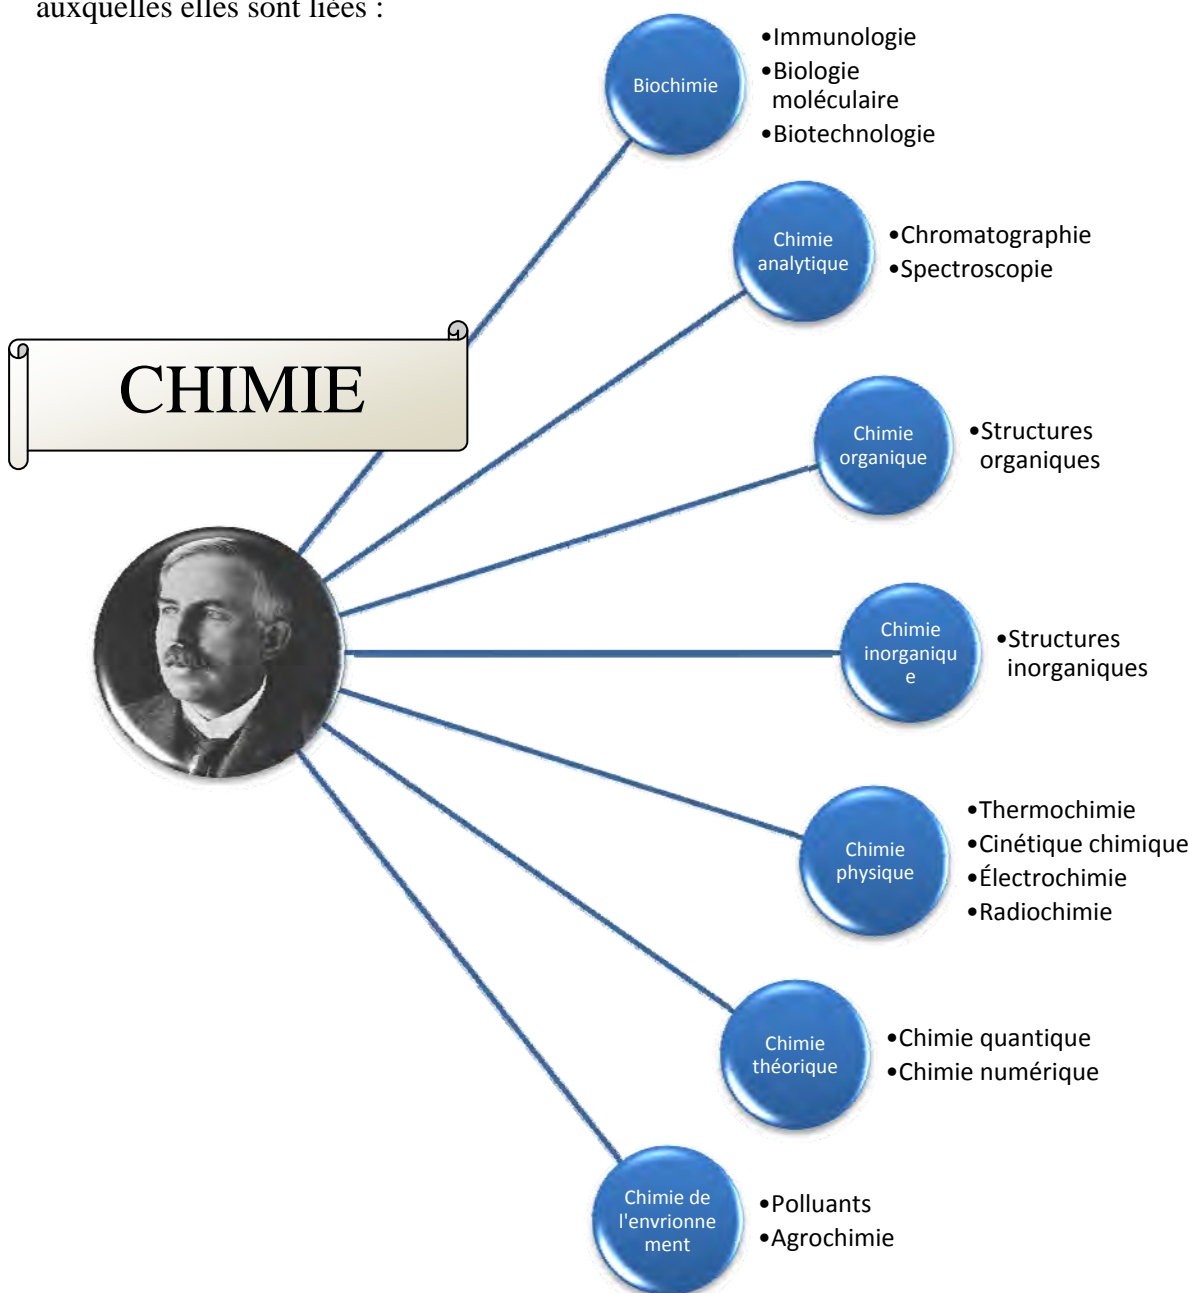 auxquelles elles sont liées :
Biochimie
•Immunologie
•Biologie
moléculaire
•Biotechnologie
Chimie
analytique
•Chromatographie
•Spectroscopie
CHIMIE
Chimie
organique
•Structures
organiques
Chimie
inorganiqu
e
•Structures
inorganiques
Chimie
physique
•Thermochimie
•Cinétique chimique
•Électrochimie
•Radiochimie
Chimie
théorique
•Chimie quantique
•Chimie numérique
Chimie de
l'envrionne
ment
•Polluants
•Agrochimie